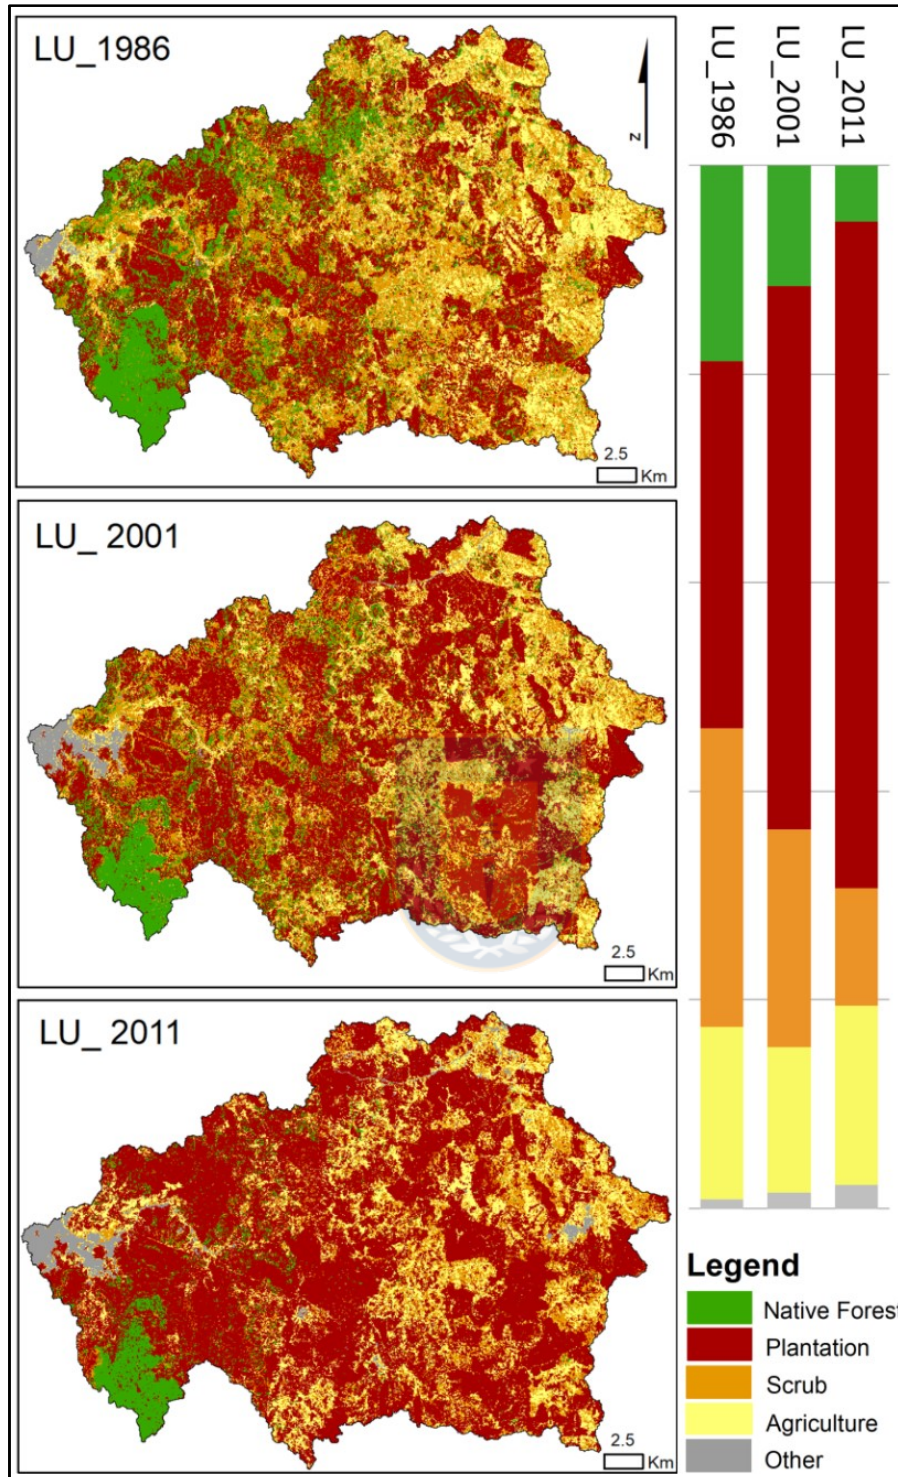 LU_1986
z
2.5
Km
LU_ 2001
2.5
Km
LU_ 2011
2.5
Km
LU_1986
LU_2001
LU_2011
Legend
Native Forest
Plantation
Scrub
Agriculture
Other